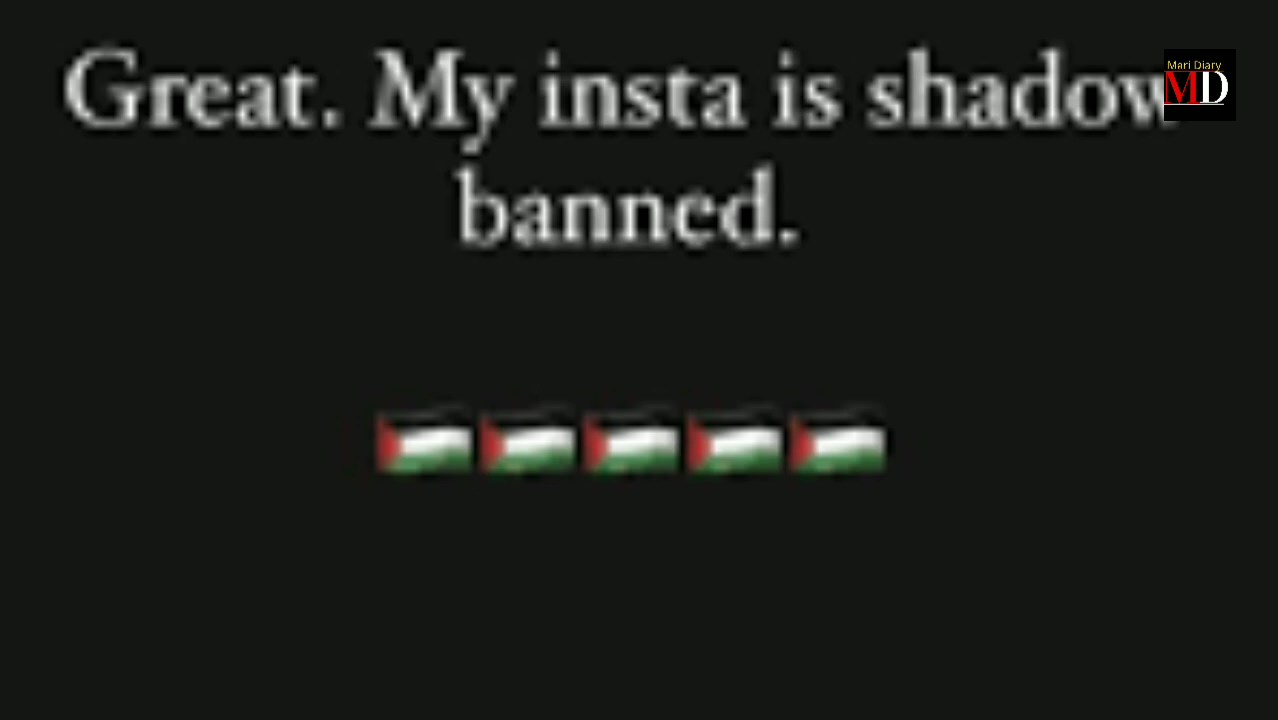 Great. My insta is shadow
banned.
🇵🇸🇵🇸🇵🇸🇵🇸🇵🇸
Mari Diary
MD